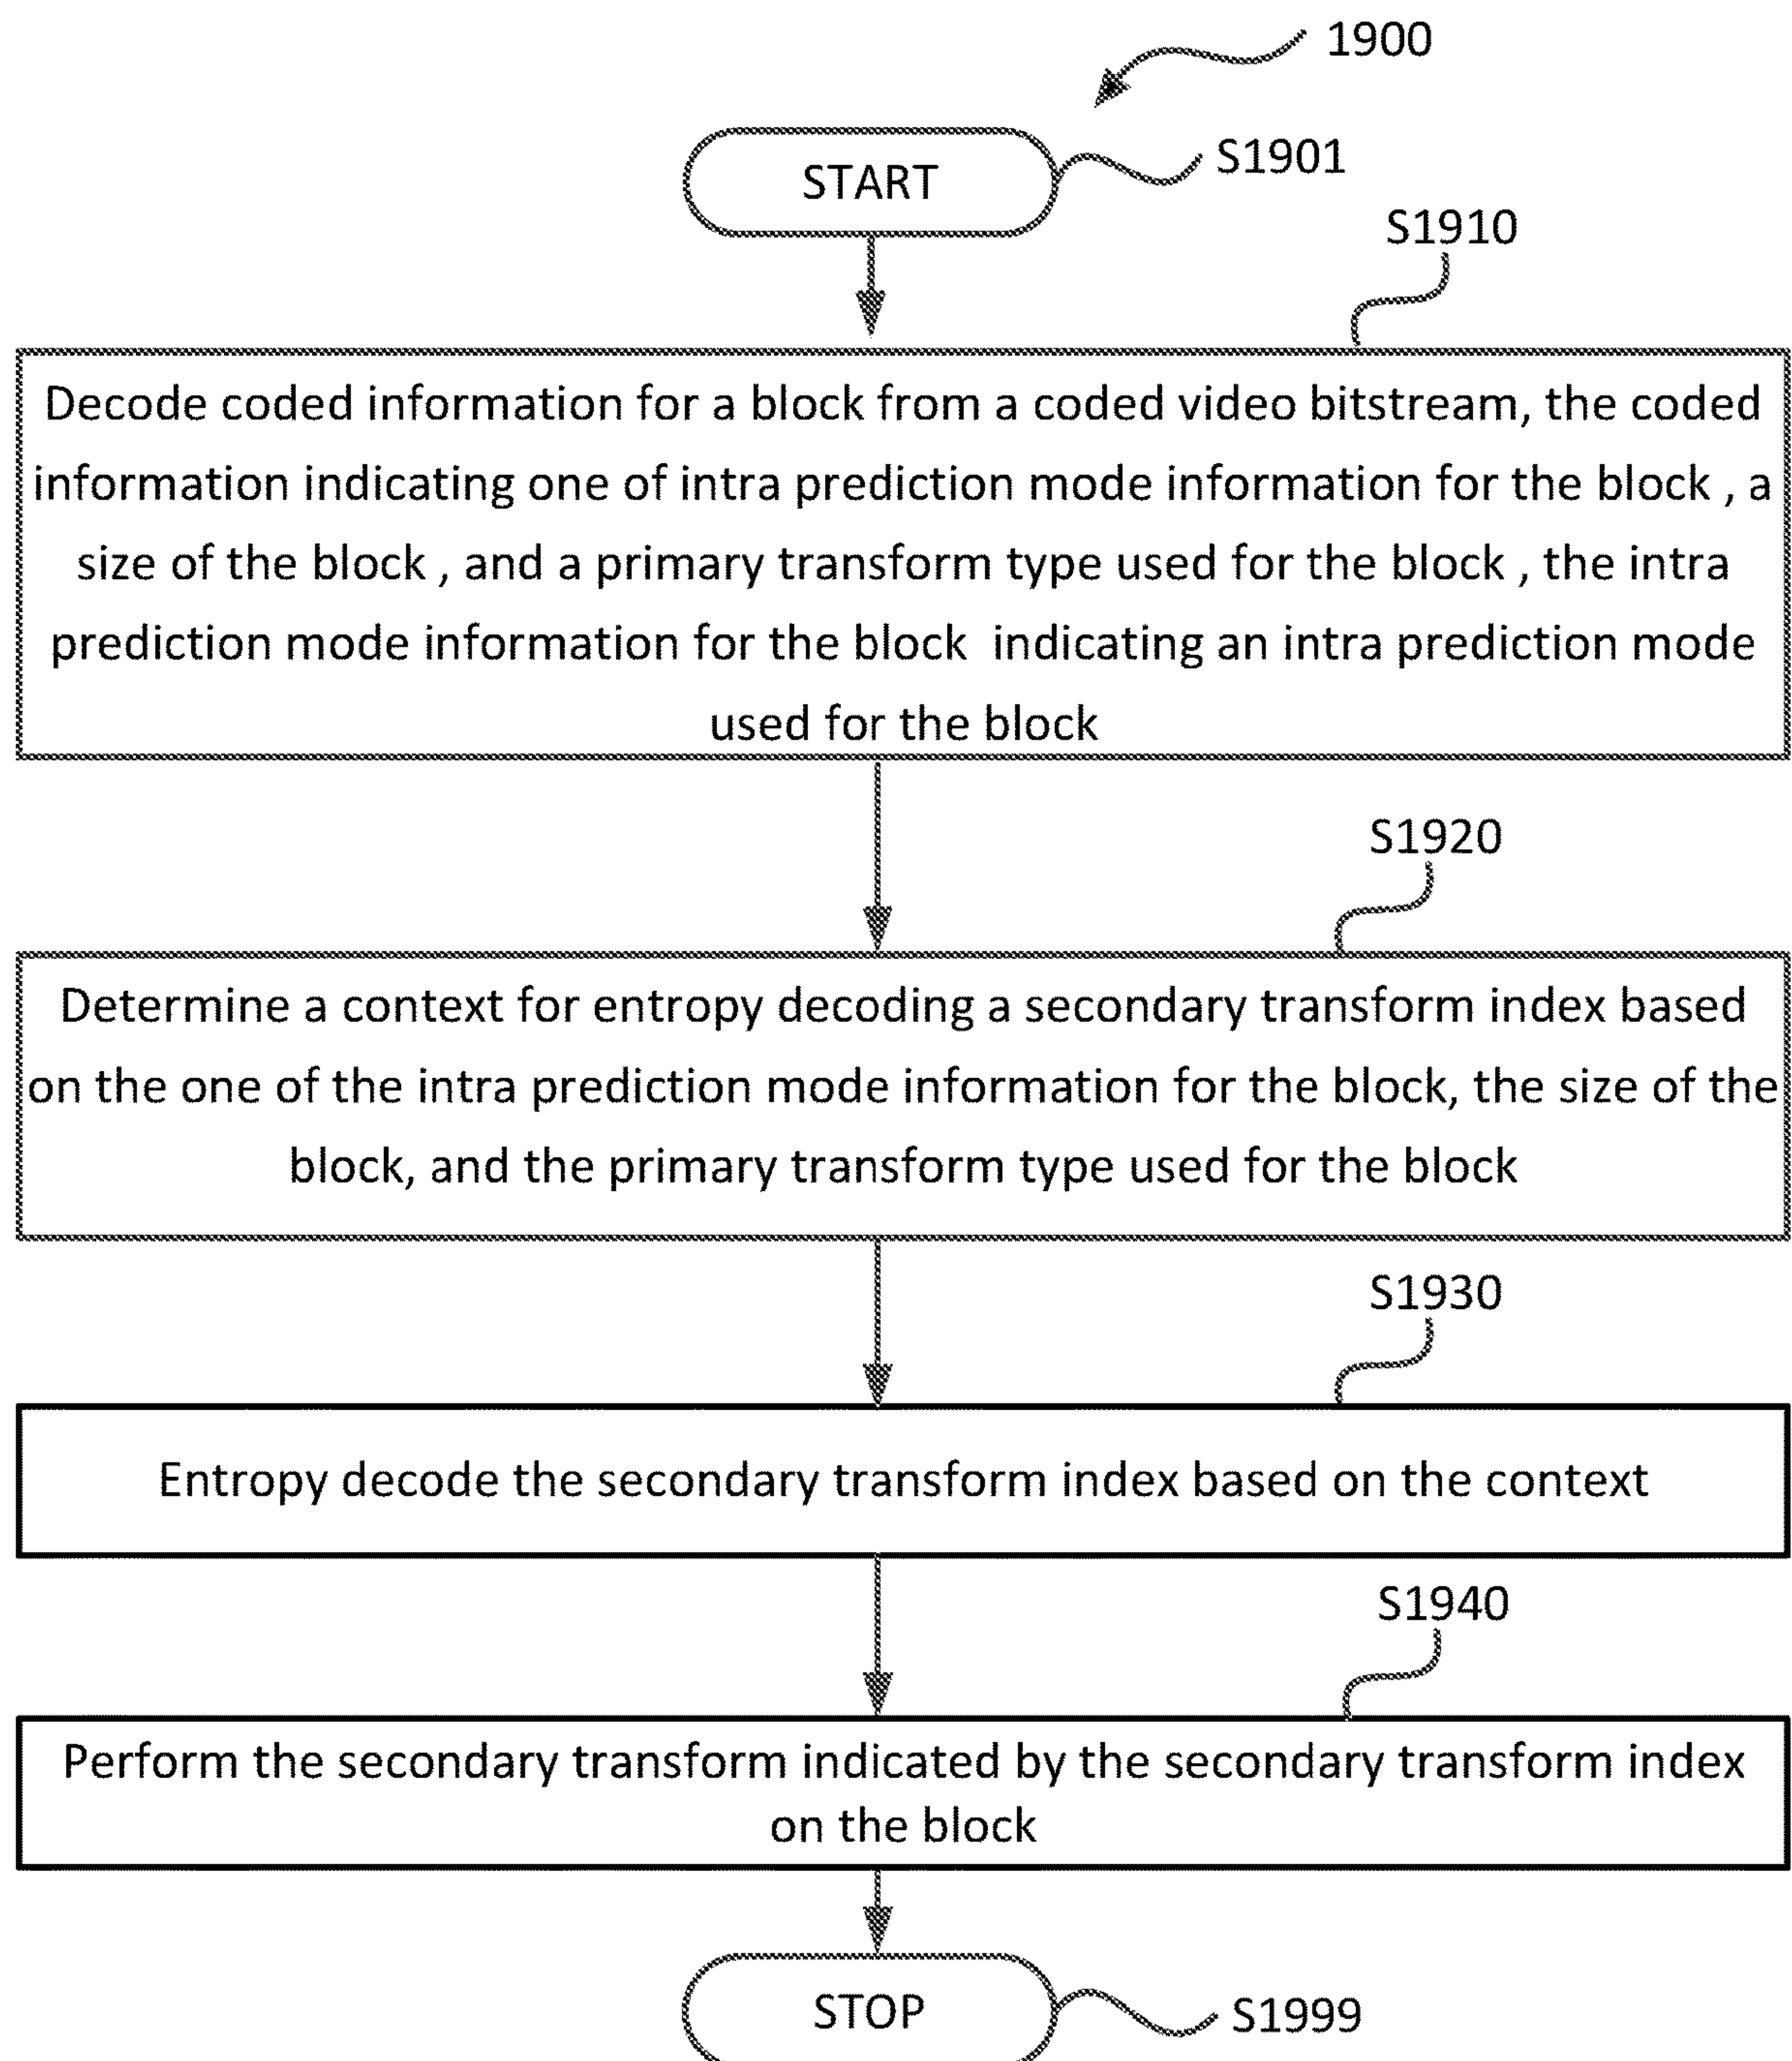 1900
START
S1901
S1910
Decode coded information for a block from a coded video bitstream, the coded
information indicating one of intra prediction mode information for the block , a
size of the block , and a primary transform type used for the block , the intra
prediction mode information for the block indicating an intra prediction mode
used for the block
S1920
Determine a context for entropy decoding a secondary transform index based
on the one of the intra prediction mode information for the block, the size of the
block, and the primary transform type used for the block
S1930
Entropy decode the secondary transform index based on the context
S1940
Perform the secondary transform indicated by the secondary transform index
on the block
STOP
S1999